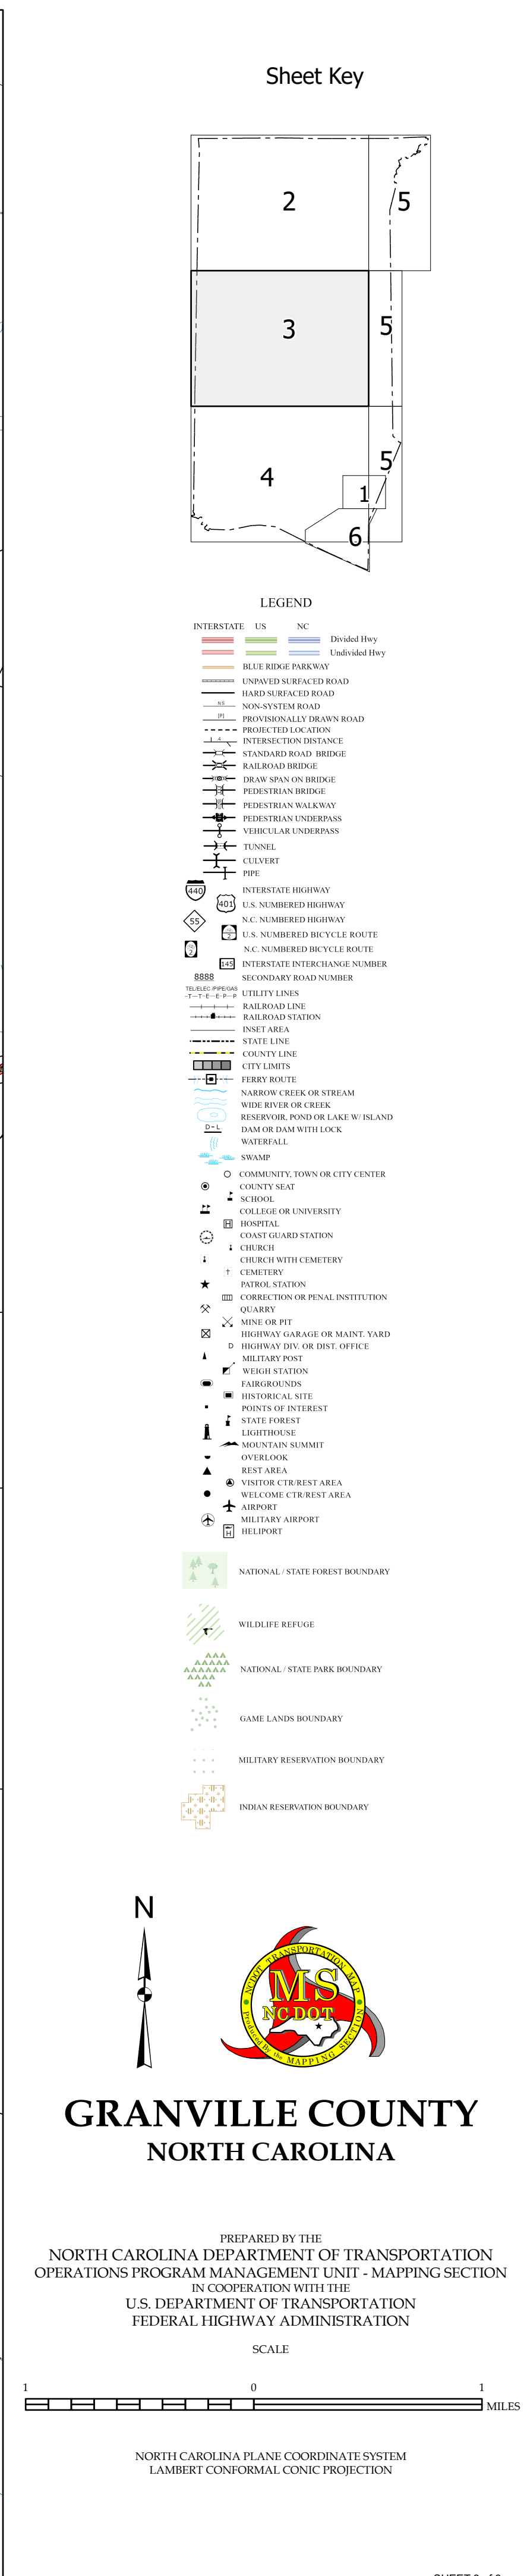 Sheet Key
2
5
3
5
4
5
1
6
LEGEND
INTERSTATE US NC
Divided Hwy
Undivided Hwy
BLUE RIDGE PARKWAY
UNPAVED SURFACED ROAD
HARD SURFACED ROAD
NS NON-SYSTEM ROAD
[P] PROVISIONALLY DRAWN ROAD
PROJECTED LOCATION
.4 INTERSECTION DISTANCE
STANDARD ROAD BRIDGE
RAILROAD BRIDGE
DRAW SPAN ON BRIDGE
PEDESTRIAN BRIDGE
PEDESTRIAN WALKWAY
PEDESTRIAN UNDERPASS
VEHICULAR UNDERPASS
TUNNEL
CULVERT
PIPE
440 INTERSTATE HIGHWAY
401 U.S. NUMBERED HIGHWAY
55 N.C. NUMBERED HIGHWAY
2 U.S. NUMBERED BICYCLE ROUTE
2 N.C. NUMBERED BICYCLE ROUTE
145 INTERSTATE INTERCHANGE NUMBER
8888 SECONDARY ROAD NUMBER
TEL/ELEC./PIPE/GAS
-T---T--E---E--P---P UTILITY LINES
RAILROAD LINE
RAILROAD STATION
INSET AREA
STATE LINE
COUNTY LINE
CITY LIMITS
FERRY ROUTE
NARROW CREEK OR STREAM
WIDE RIVER OR CREEK
RESERVOIR, POND OR LAKE W/ ISLAND
D-L DAM OR DAM WITH LOCK
WATERFALL
SWAMP
COMMUNITY, TOWN OR CITY CENTER
COUNTY SEAT
SCHOOL
COLLEGE OR UNIVERSITY
H HOSPITAL
COAST GUARD STATION
CHURCH
CHURCH WITH CEMETERY
CEMETERY
PATROL STATION
CORRECTION OR PENAL INSTITUTION
QUARRY
MINE OR PIT
HIGHWAY GARAGE OR MAINT. YARD
D HIGHWAY DIV. OR DIST. OFFICE
MILITARY POST
WEIGH STATION
FAIRGROUNDS
HISTORICAL SITE
POINTS OF INTEREST
STATE FOREST
LIGHTHOUSE
MOUNTAIN SUMMIT
OVERLOOK
REST AREA
VISITOR CTR/REST AREA
WELCOME CTR/REST AREA
AIRPORT
MILITARY AIRPORT
H HELIPORT
NATIONAL / STATE FOREST BOUNDARY
WILDLIFE REFUGE
NATIONAL / STATE PARK BOUNDARY
GAME LANDS BOUNDARY
MILITARY RESERVATION BOUNDARY
INDIAN RESERVATION BOUNDARY
N
NCDOT TRANSPORTATION MAP
MS
NCDOT
Produced By the MAPPING SECTION
GRANVILLE COUNTY
NORTH CAROLINA
PREPARED BY THE
NORTH CAROLINA DEPARTMENT OF TRANSPORTATION
OPERATIONS PROGRAM MANAGEMENT UNIT - MAPPING SECTION
IN COOPERATION WITH THE
U.S. DEPARTMENT OF TRANSPORTATION
FEDERAL HIGHWAY ADMINISTRATION
SCALE
1 0 1
MILES
NORTH CAROLINA PLANE COORDINATE SYSTEM
LAMBERT CONFORMAL CONIC PROJECTION